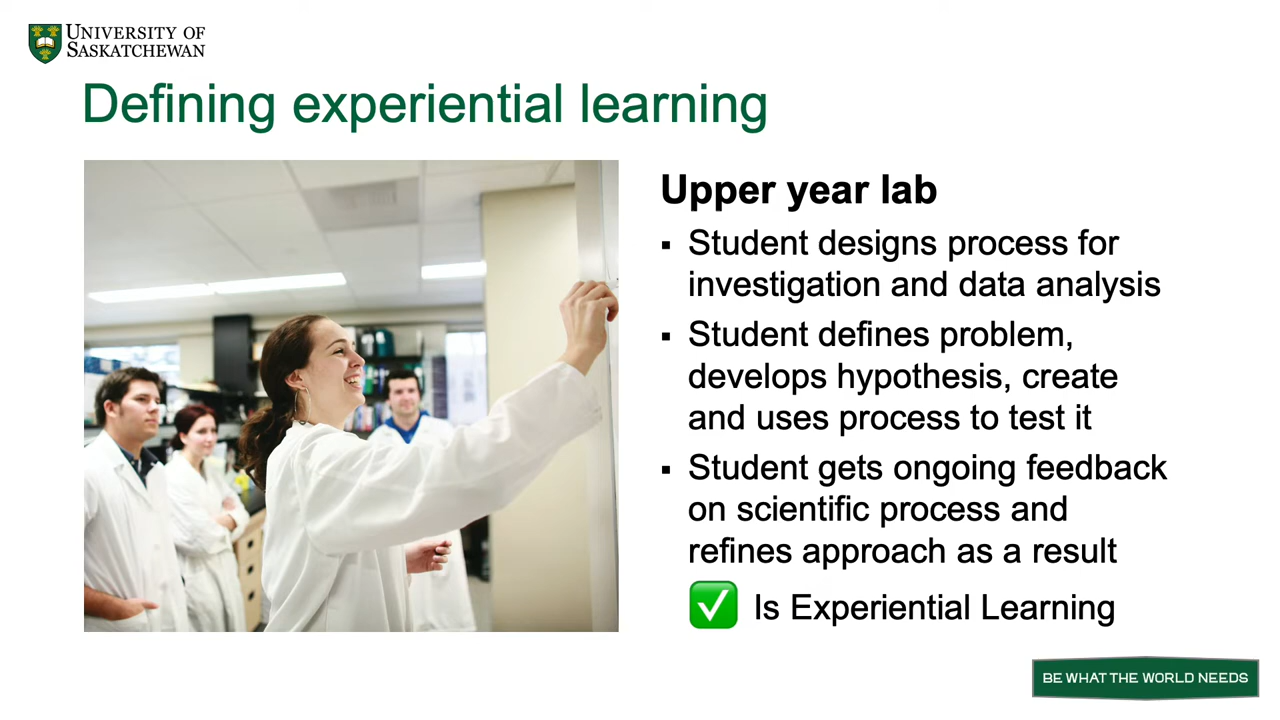 UNIVERSITY OF
SASKATCHEWAN
Defining experiential learning
Upper year lab
▪ Student designs process for
investigation and data analysis
▪ Student defines problem,
develops hypothesis, create
and uses process to test it
▪ Student gets ongoing feedback
on scientific process and
refines approach as a result
✅ Is Experiential Learning
BE WHAT THE WORLD NEEDS